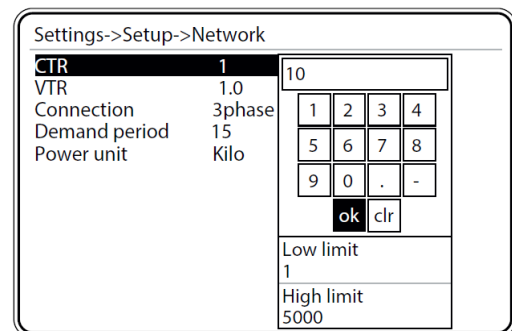 Settings->Setup->Network
CTR 1
VTR 1.0
Connection 3phase
Demand period 15
Power unit Kilo
10
1 2 3 4
5 6 7 8
9 0 . -
ok clr
Low limit
1
High limit
5000